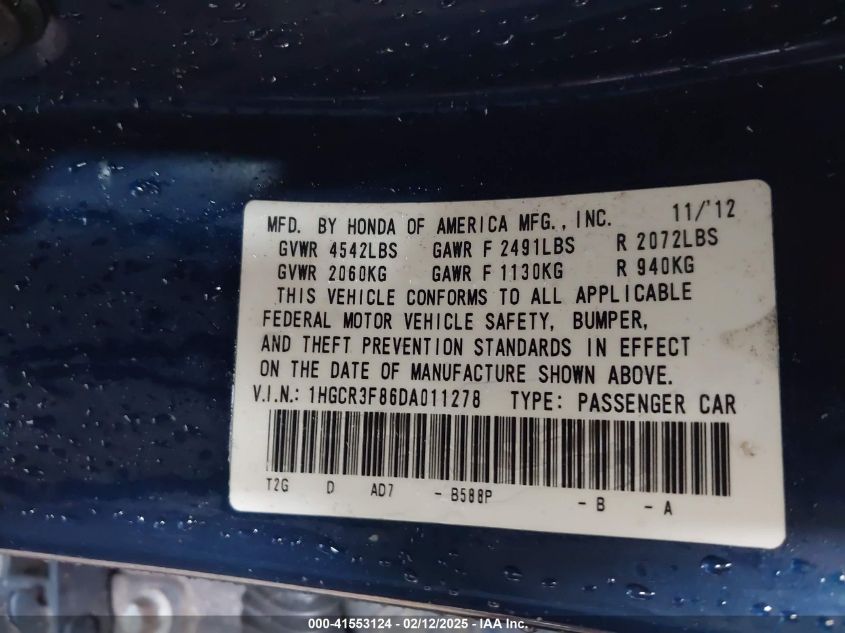 MFD. BY HONDA OF AMERICA MFG., INC. 11/'12
GVWR 4542LBS GAWR F 2491LBS R 2072LBS
GVWR 2060KG GAWR F 1130KG R 940KG
THIS VEHICLE CONFORMS TO ALL APPLICABLE
FEDERAL MOTOR VEHICLE SAFETY, BUMPER,
AND THEFT PREVENTION STANDARDS IN EFFECT
ON THE DATE OF MANUFACTURE SHOWN ABOVE.
V.I.N.: 1HGCR3F86DA011278 TYPE: PASSENGER CAR
T2G D AD7 - B588P - B - A
000-41553124 - 02/12/2025 - IAA Inc.